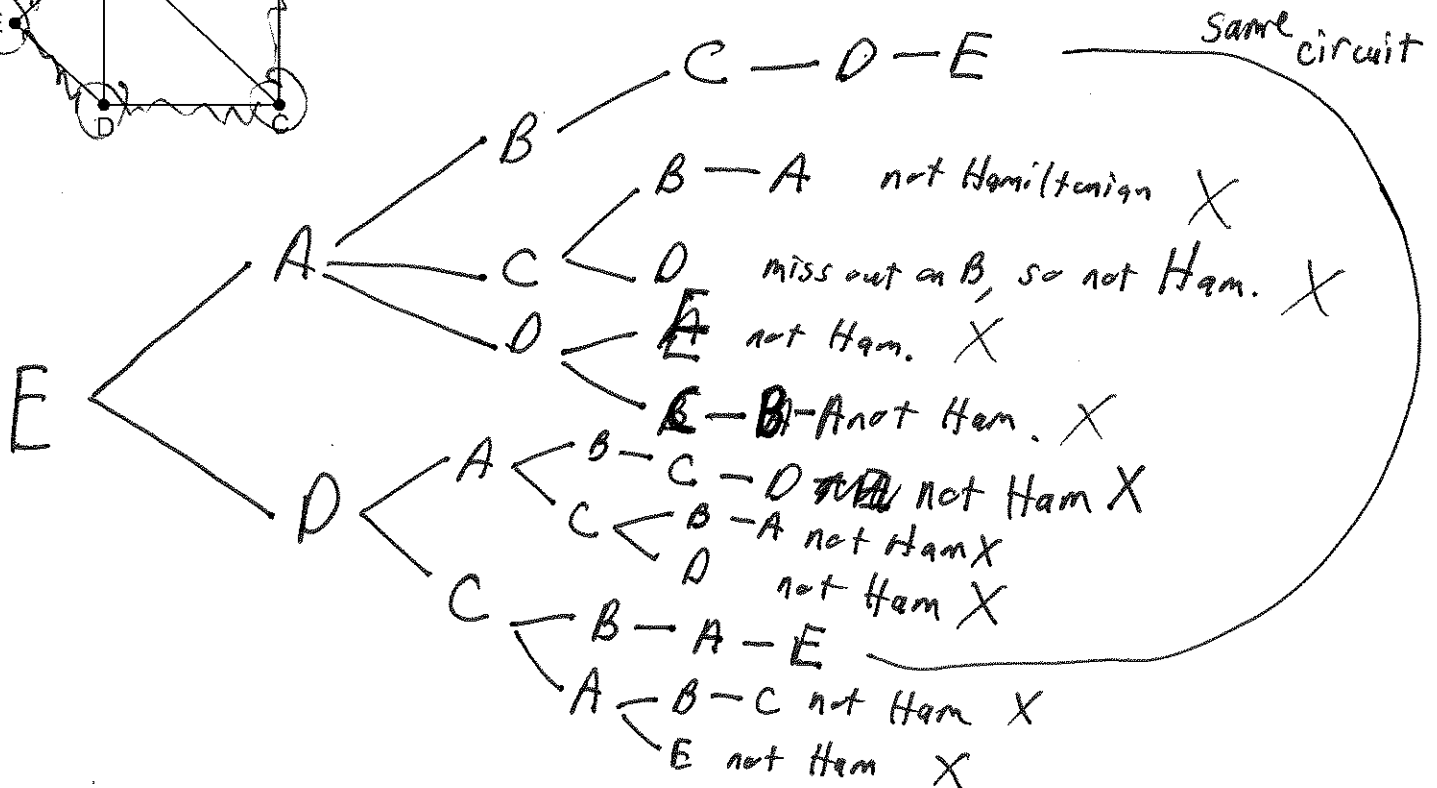 same
circuit
E
D
C
C — D — E
B
B — A not Hamiltonian X
A
C
D miss out on B, so not Ham. X
D
E not Ham. X
E
C — B - A not Ham. X
A
B — C — D not Ham X
D
C
B - A not Ham X
D not Ham X
C
B — A — E
A
B - C not Ham X
E not Ham X